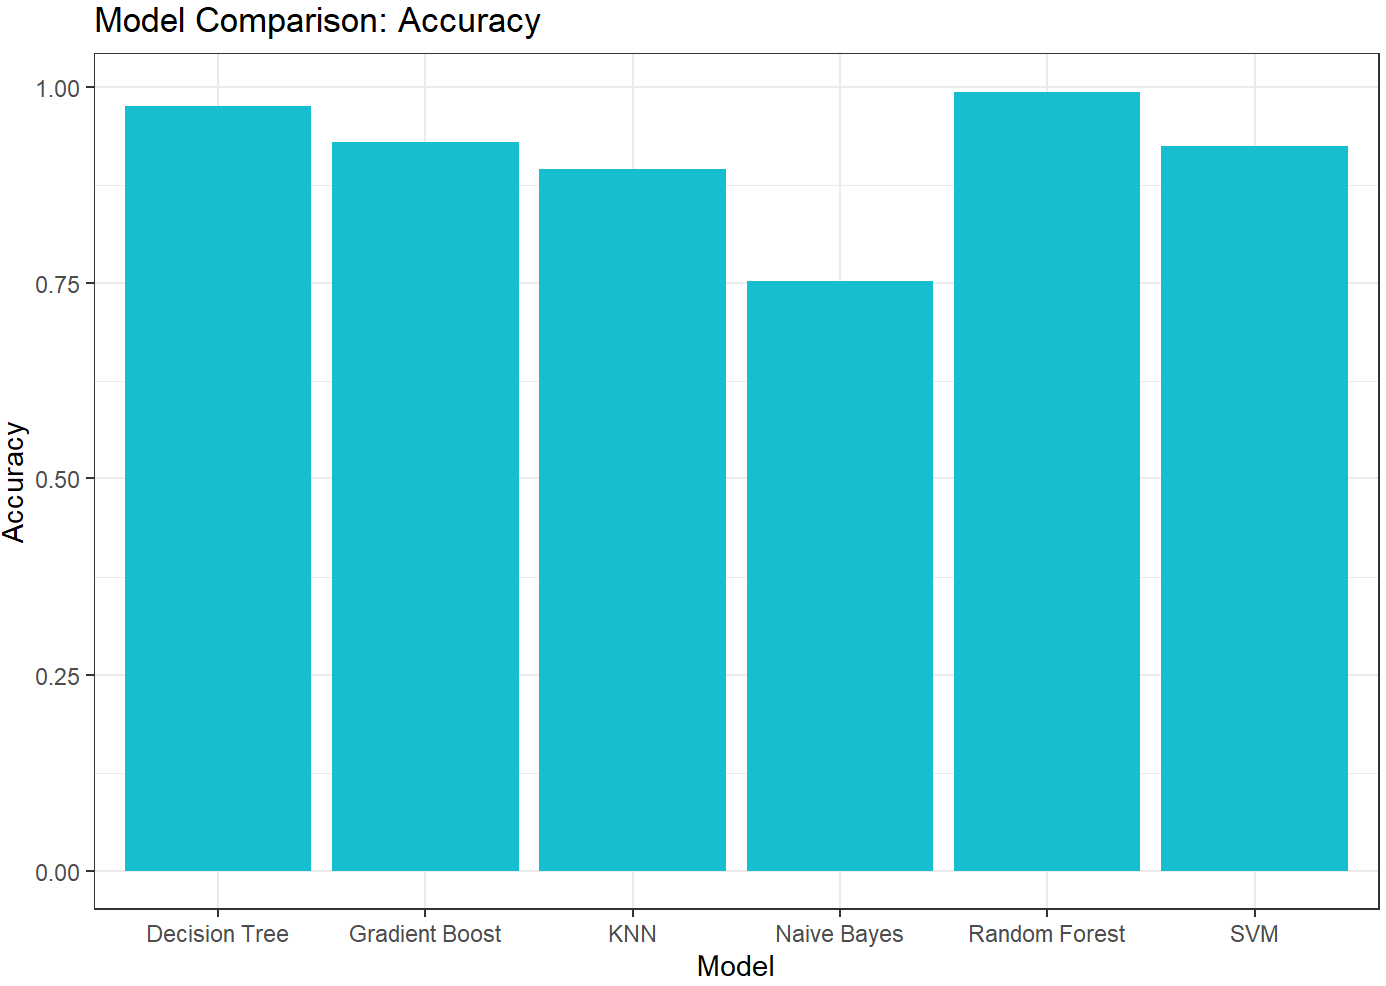 Model Comparison: Accuracy
1.00
0.75
0.50
0.25
0.00
Accuracy
Decision Tree
Gradient Boost
KNN
Naive Bayes
Random Forest
SVM
Model